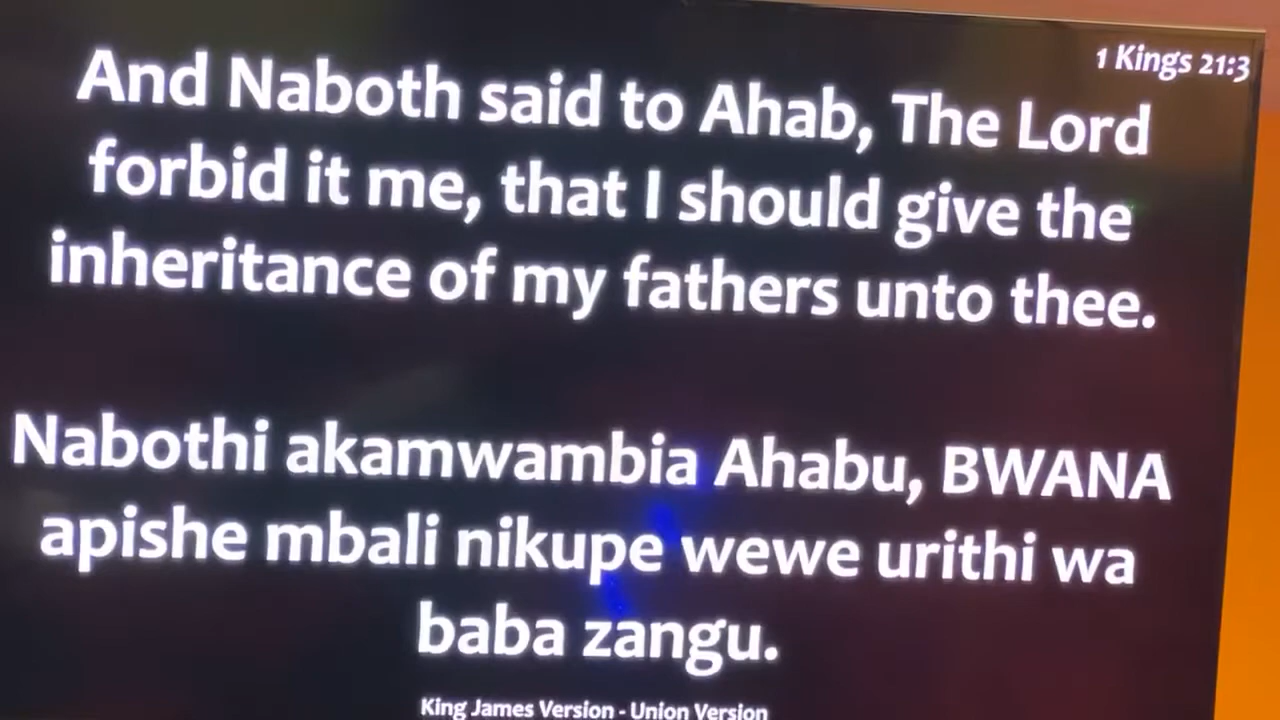 1 Kings 21:3
And Naboth said to Ahab, The Lord
forbid it me, that I should give the
inheritance of my fathers unto thee.
Nabothi akamwambia Ahabu, BWANA
apishe mbali nikupe wewe urithi wa
baba zangu.
King James Version - Union Version